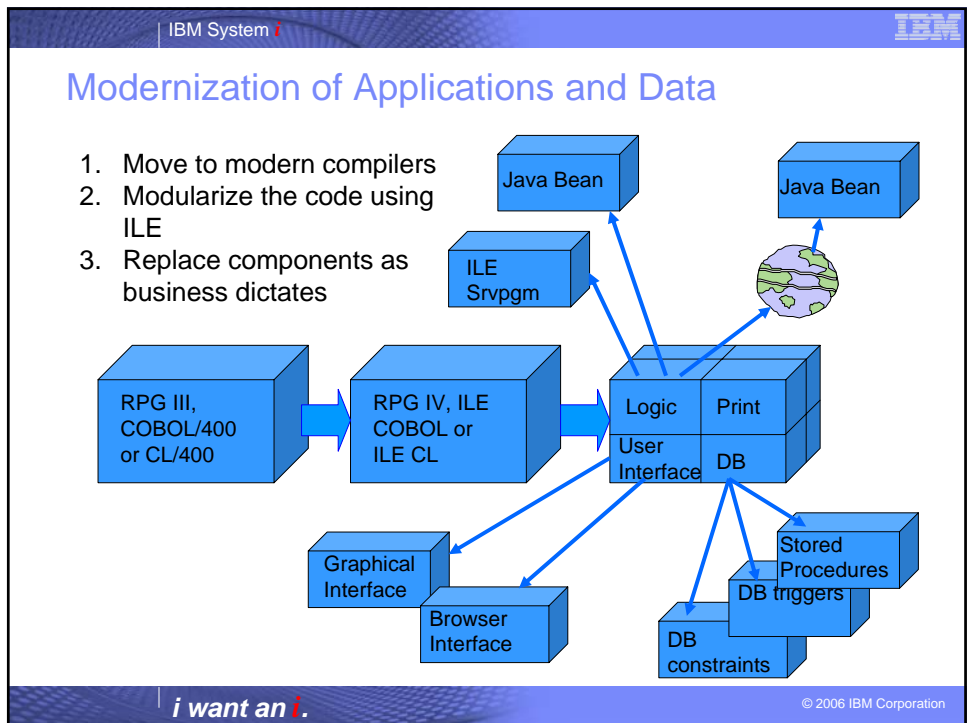 IBM System i
IBM
Modernization of Applications and Data
1. Move to modern compilers
2. Modularize the code using
ILE
3. Replace components as
business dictates
Java Bean
Java Bean
ILE
Srvpgm
RPG III,
COBOL/400
or CL/400
RPG IV, ILE
COBOL or
ILE CL
Logic
Print
User
Interface
DB
Graphical
Interface
Browser
Interface
Stored
Procedures
DB triggers
DB
constraints
i want an i.
© 2006 IBM Corporation